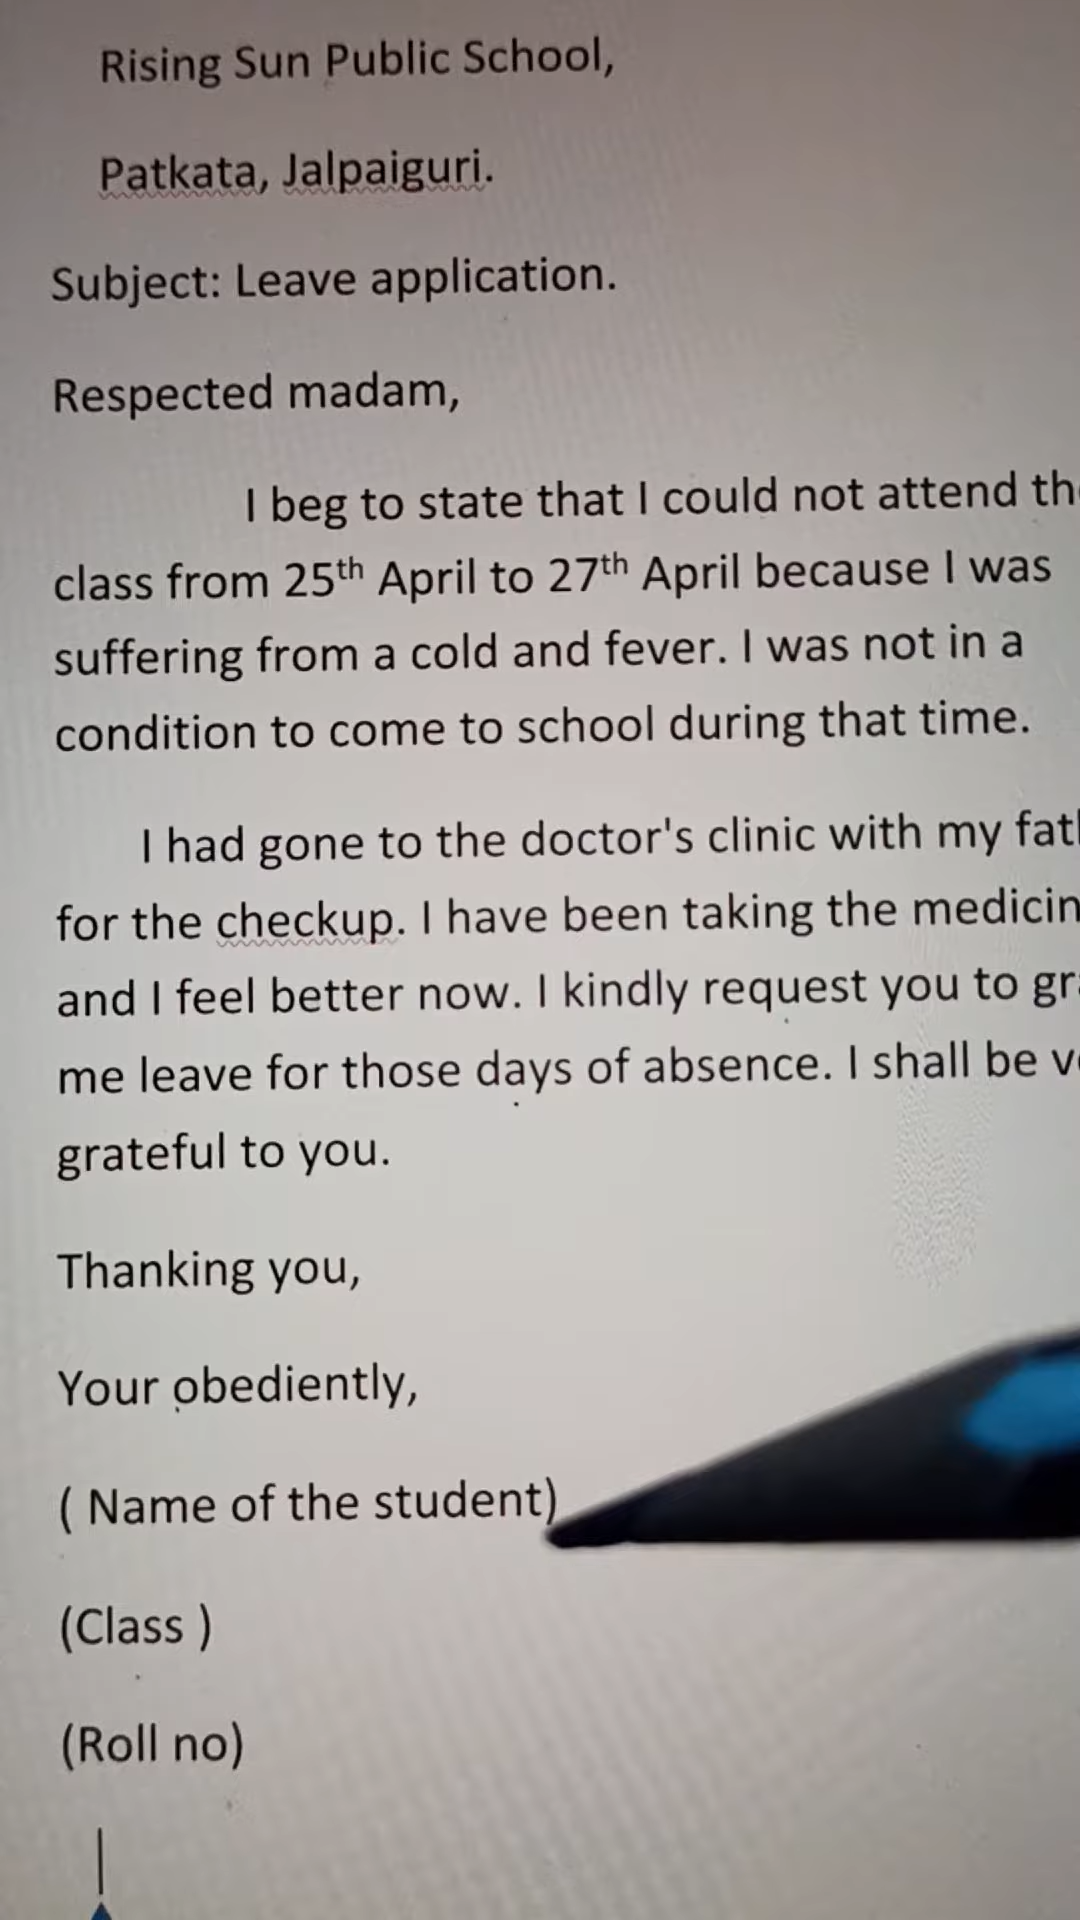 Rising Sun Public School,
Patkata, Jalpaiguri.
Subject: Leave application.
Respected madam,
I beg to state that I could not attend
class from 25th April to 27th April because I was
suffering from a cold and fever. I was not in a
condition to come to school during that time.
I had gone to the doctor's clinic with my
for the checkup. I have been taking the
and I feel better now. I kindly request you to
me leave for those days of absence. I shall be
grateful to you.
Thanking you,
Your obediently,
( Name of the student)
(Class )
(Roll no)